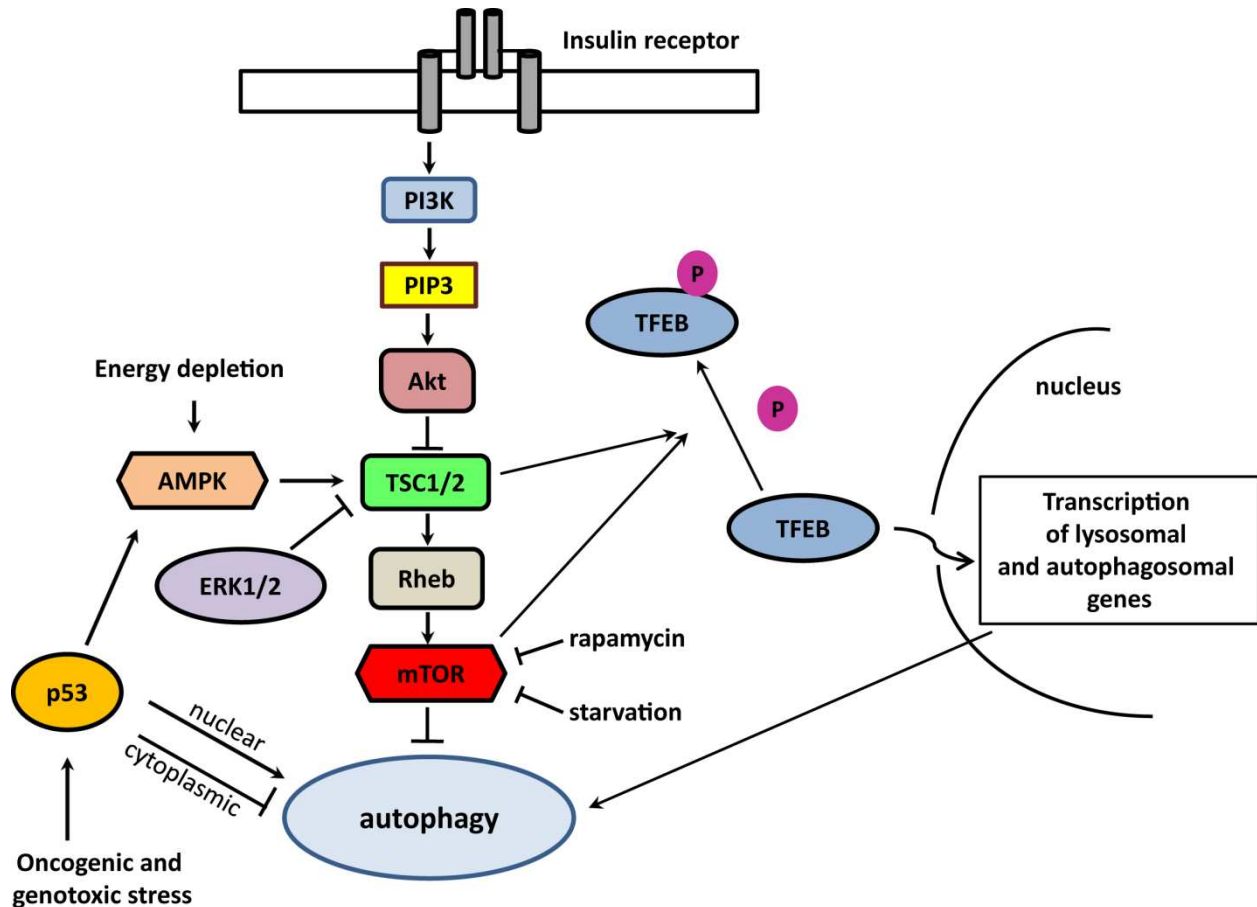 Insulin receptor
PI3K
PIP3
P
TFEB
Akt
Energy depletion
nucleus
P
AMPK
TSC1/2
Transcription
of lysosomal
and autophagosomal
genes
TFEB
ERK1/2
Rheb
rapamycin
p53
mTOR
nuclear
starvation
cytoplasmic
autophagy
Oncogenic and
genotoxic stress